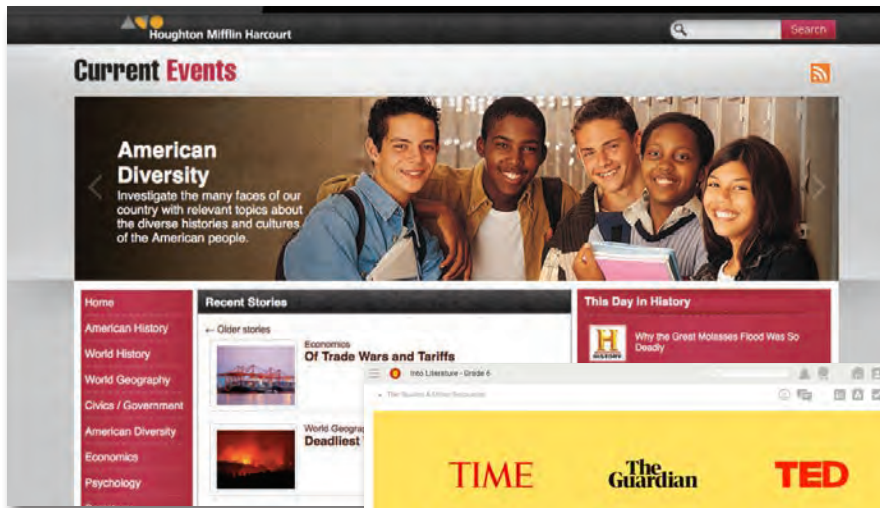 Houghton Mifflin Harcourt
Search
Current Events
American
Diversity
Investigate the many faces of our
country with relevant topics about
the diverse histories and cultures
of the American people.
Home
American History
World History
World Geography
Civics / Government
American Diversity
Economics
Psychology
Recent Stories
← Older stories
Economics
Of Trade Wars and Tariffs
Deadliest
This Day in History
HISTORY
Why the Great Molasses Flood Was So
Deadly
Into Literature - Grade 6
TIME
The
Guardian
TED